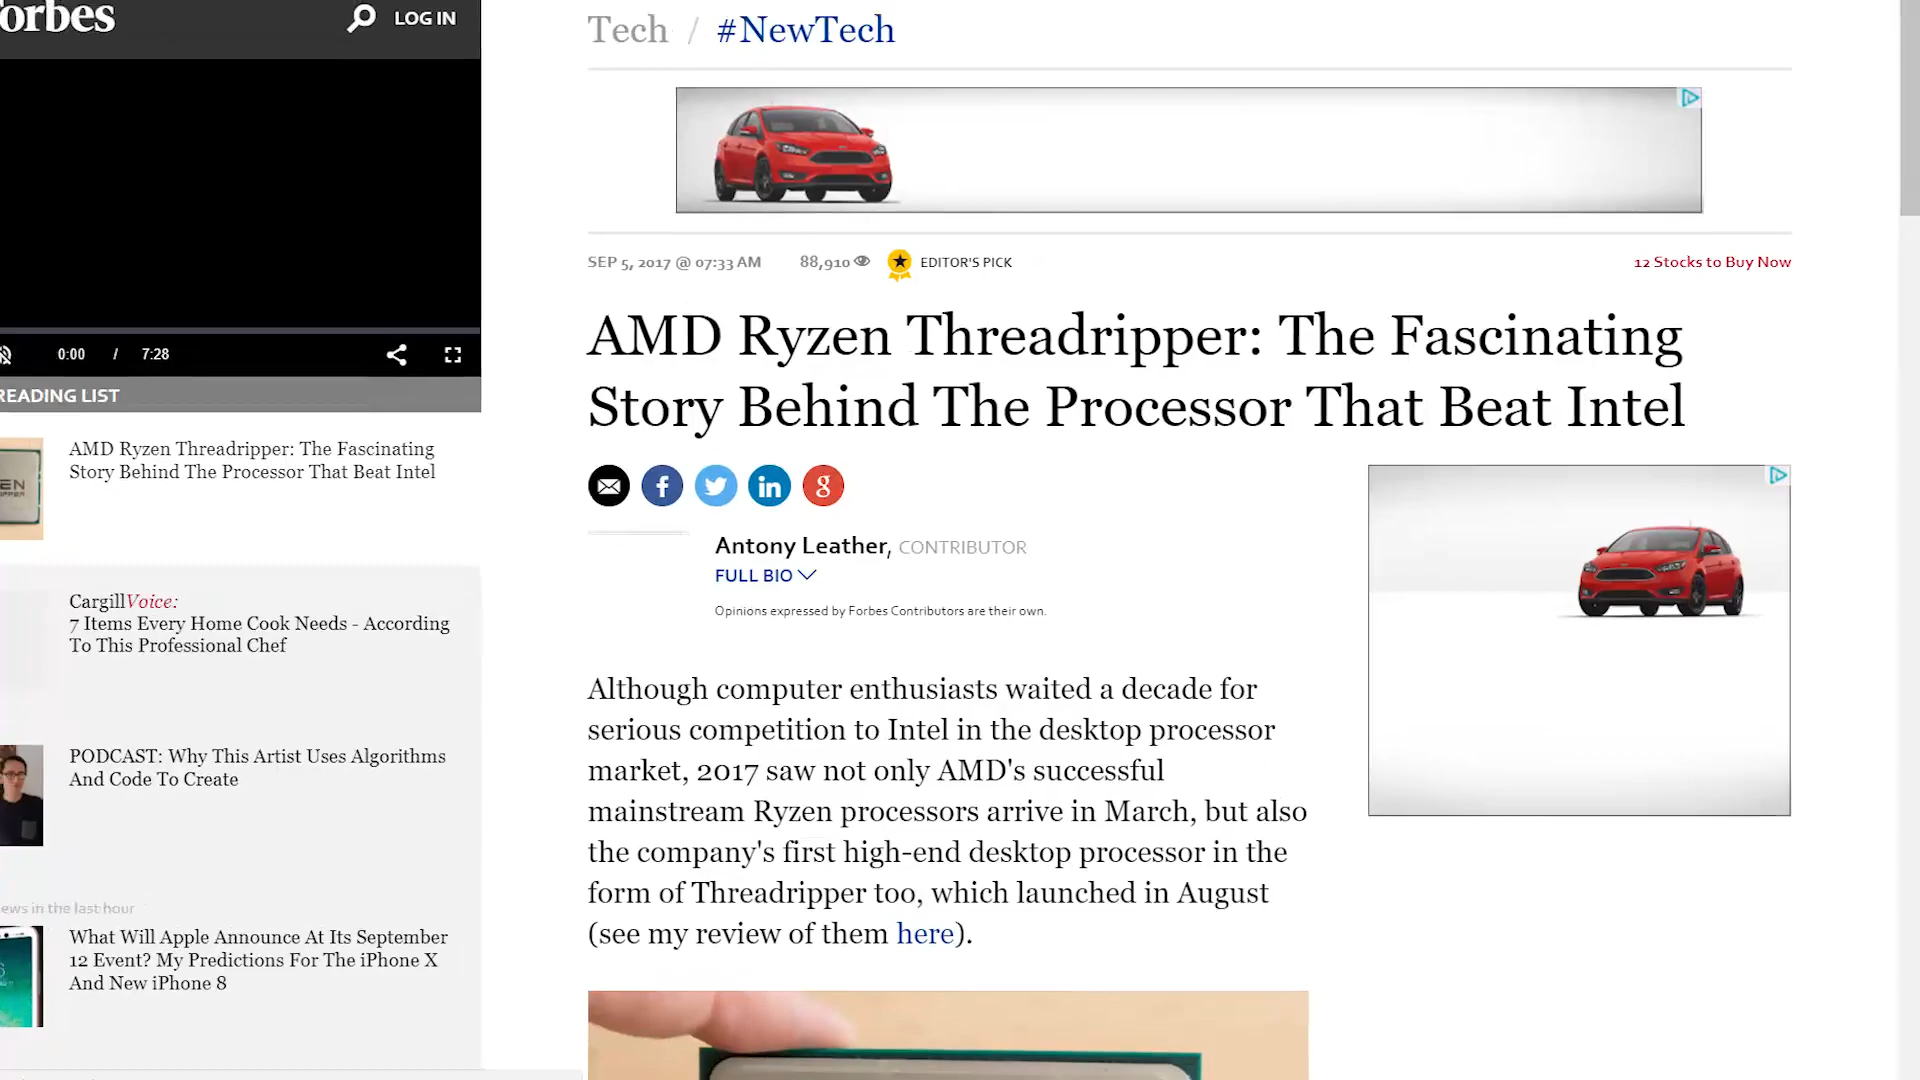 orbes
LOG IN
0:00 / 7:28
READING LIST
AMD Ryzen Threadripper: The Fascinating
Story Behind The Processor That Beat Intel
CargillVoice:
7 Items Every Home Cook Needs - According
To This Professional Chef
PODCAST: Why This Artist Uses Algorithms
And Code To Create
ews in the last hour
What Will Apple Announce At Its September
12 Event? My Predictions For The iPhone X
And New iPhone 8
Tech / #NewTech
SEP 5, 2017 @ 07:33 AM 88,910 EDITOR'S PICK 12 Stocks to Buy Now
AMD Ryzen Threadripper: The Fascinating
Story Behind The Processor That Beat Intel
Antony Leather, CONTRIBUTOR
FULL BIO
Opinions expressed by Forbes Contributors are their own.
Although computer enthusiasts waited a decade for
serious competition to Intel in the desktop processor
market, 2017 saw not only AMD's successful
mainstream Ryzen processors arrive in March, but also
the company's first high-end desktop processor in the
form of Threadripper too, which launched in August
(see my review of them here).